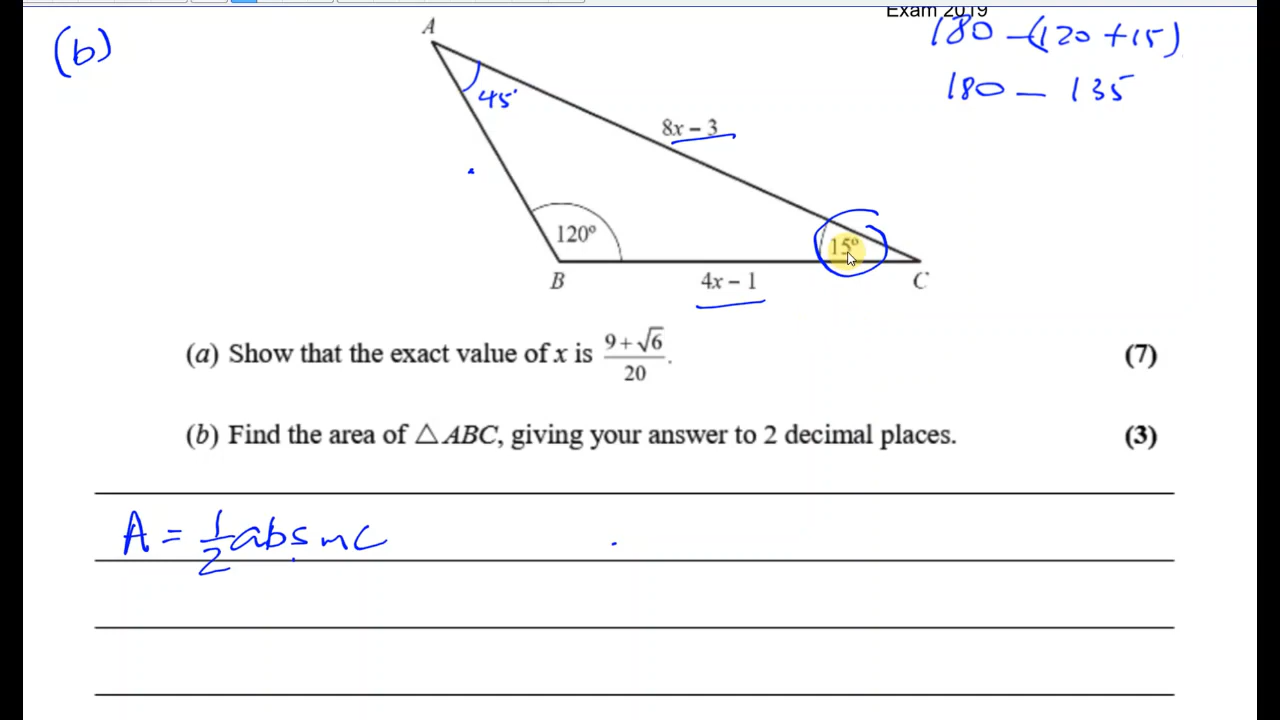 Exam 2019
(b)
180 - (120 + 15)
180 - 135
A
45°
8x – 3
120°
15°
B
4x – 1
C
(a) Show that the exact value of x is (9 + √6)/20. (7)
(b) Find the area of △ABC, giving your answer to 2 decimal places. (3)
A = 1/2 absinC